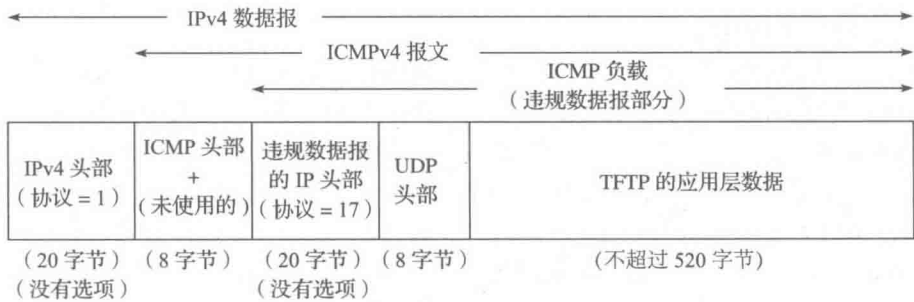 IPv4 数据报
ICMPv4 报文
ICMP 负载
（违规数据报部分）
IPv4 头部
（协议 = 1）
ICMP 头部
+
（未使用的）
违规数据报
的 IP 头部
（协议 = 17）
UDP
头部
TFTP 的应用层数据
（20 字节）
（没有选项）
（8 字节）
（20 字节）
（没有选项）
（8 字节）
（不超过 520 字节）